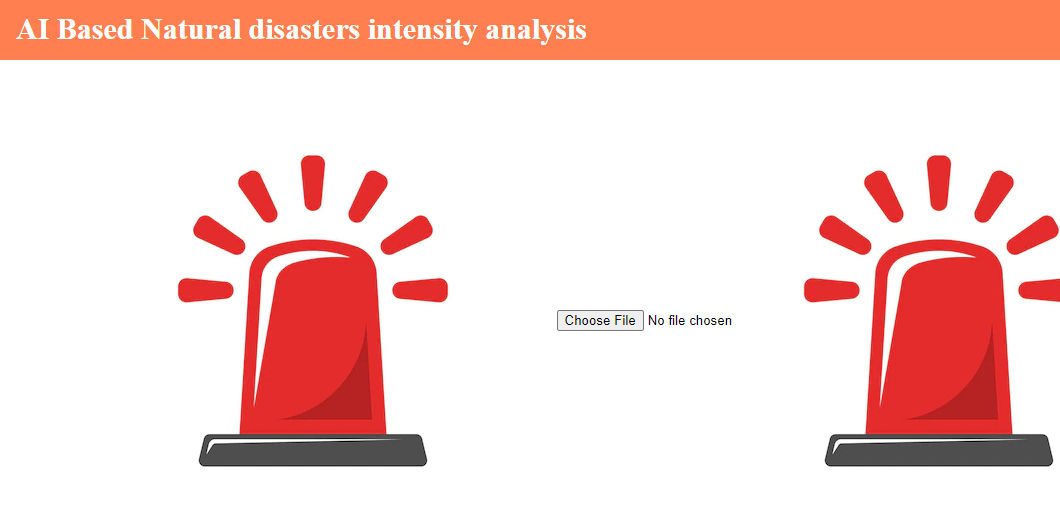 AI Based Natural disasters intensity analysis
Choose File No file chosen